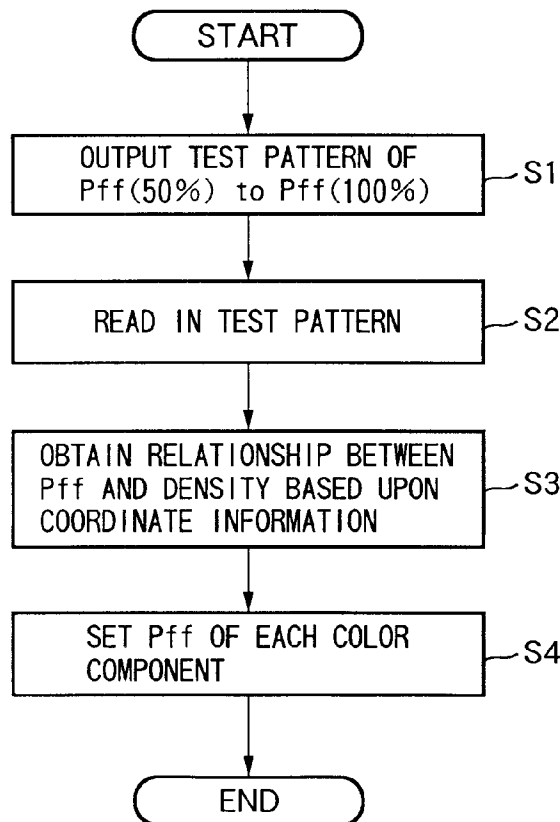 START
OUTPUT TEST PATTERN OF
Pff(50%) to Pff(100%)
S1
READ IN TEST PATTERN
S2
OBTAIN RELATIONSHIP BETWEEN
Pff AND DENSITY BASED UPON
COORDINATE INFORMATION
S3
SET Pff OF EACH COLOR
COMPONENT
S4
END